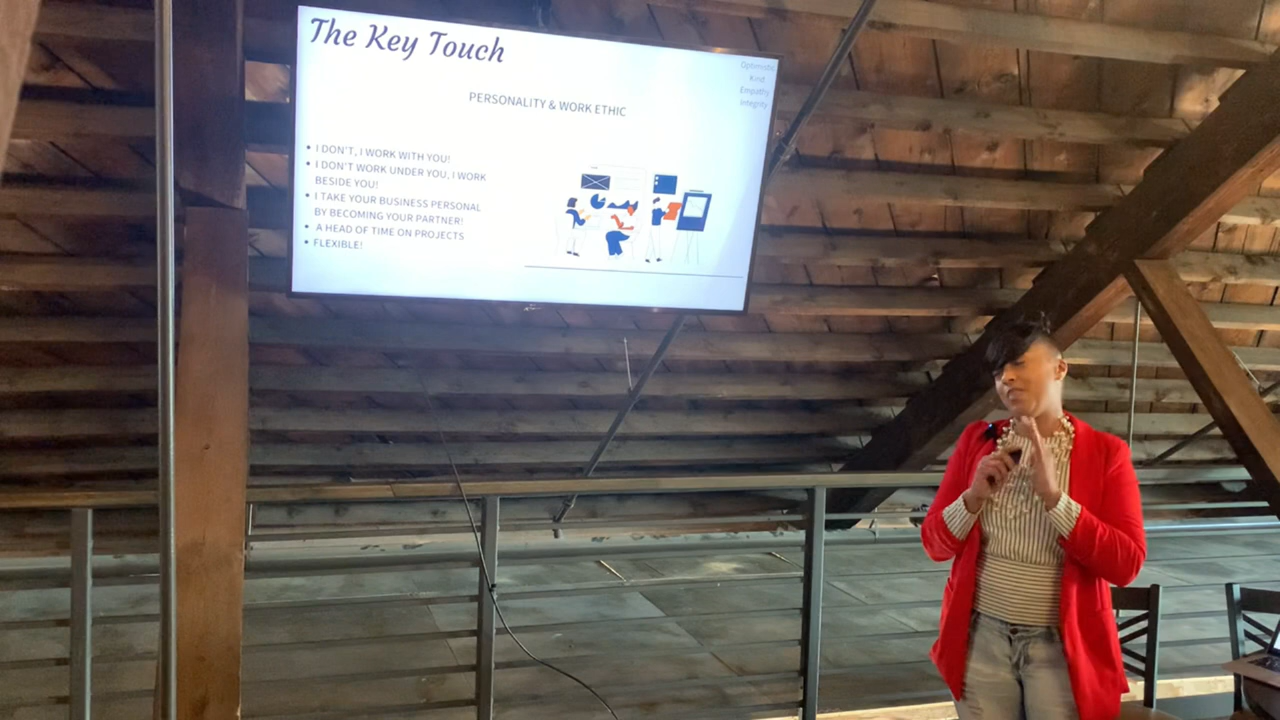 The Key Touch
Optimistic
Kind
Empathy
Integrity
PERSONALITY & WORK ETHIC
• I DON'T, I WORK WITH YOU!
• I DON'T WORK UNDER YOU, I WORK
BESIDE YOU!
• I TAKE YOUR BUSINESS PERSONAL
BY BECOMING YOUR PARTNER!
• A HEAD OF TIME ON PROJECTS
• FLEXIBLE!